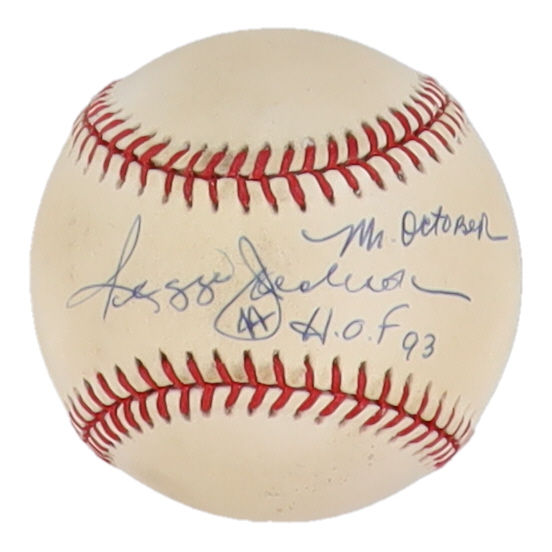 Mr. October
Reggie Jackson
44 H.O.F 93